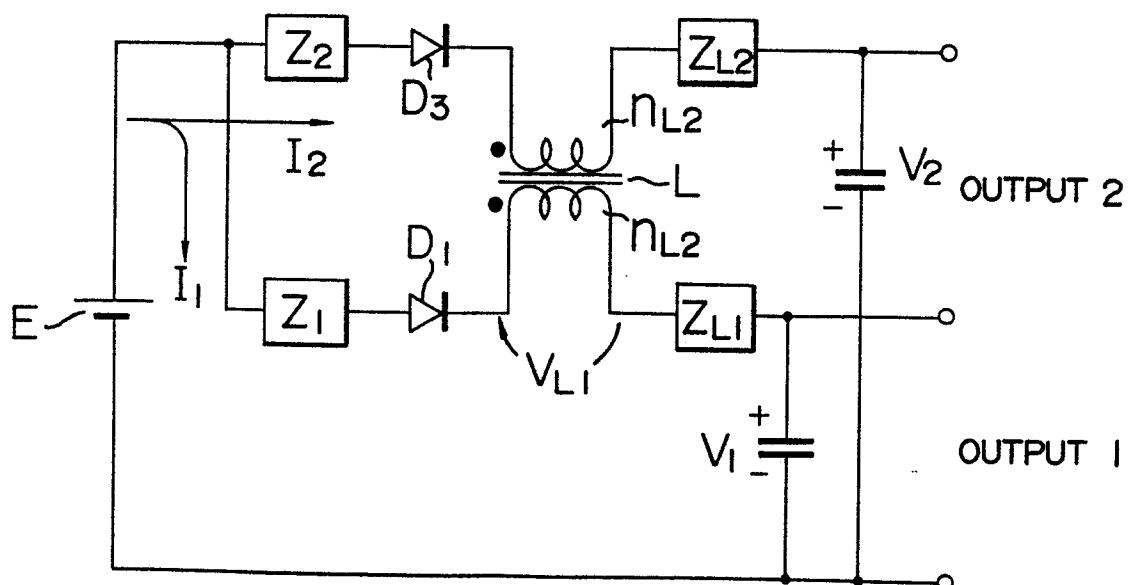 Z2
ZL2
D3
nL2
I2
L
+
V2
-
OUTPUT 2
nL2
D1
I1
E
Z1
ZL1
VL1
+
V1
-
OUTPUT 1